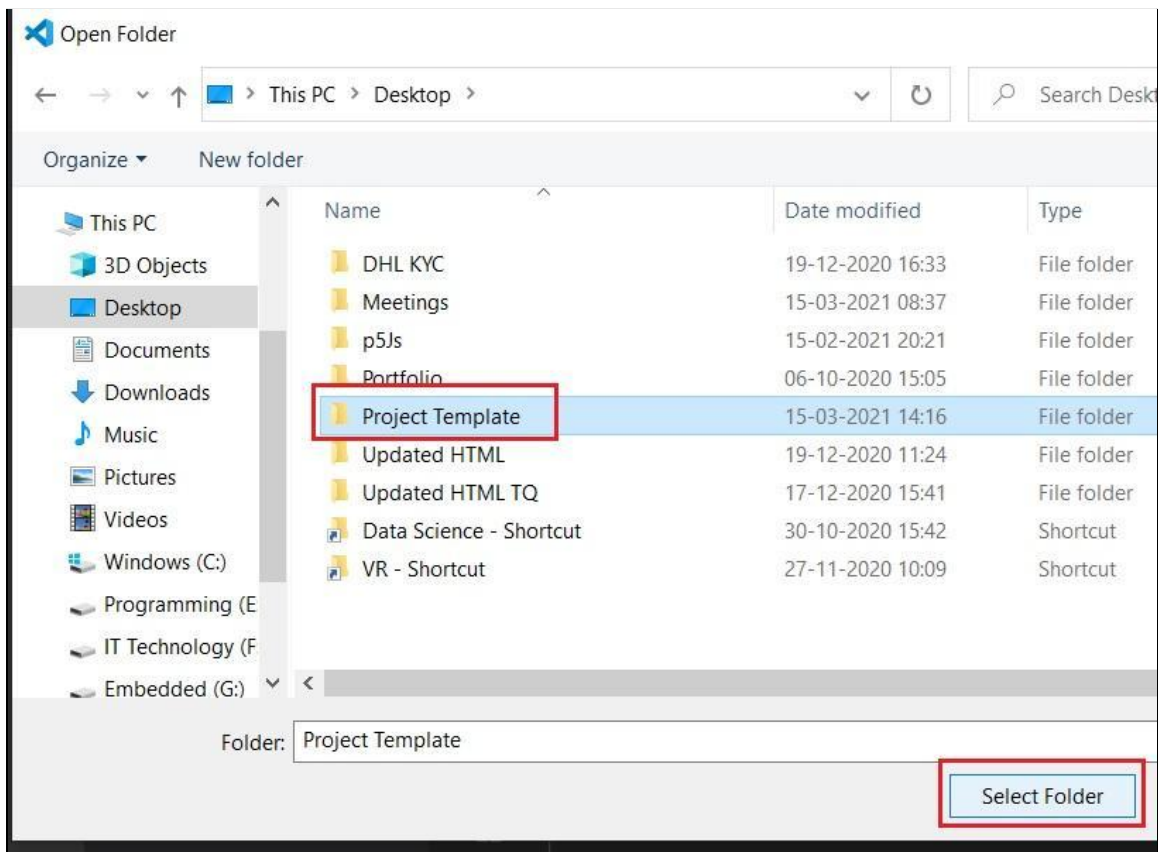 Open Folder
This PC > Desktop >
Search Deskt
Organize New folder
Name Date modified Type
This PC
3D Objects
Desktop
Documents
Downloads
Music
Pictures
Videos
Windows (C:)
Programming (E
IT Technology (F
Embedded (G:)
DHL KYC 19-12-2020 16:33 File folder
Meetings 15-03-2021 08:37 File folder
p5Js 15-02-2021 20:21 File folder
Portfolio 06-10-2020 15:05 File folder
Project Template 15-03-2021 14:16 File folder
Updated HTML 19-12-2020 11:24 File folder
Updated HTML TQ 17-12-2020 15:41 File folder
Data Science - Shortcut 30-10-2020 15:42 Shortcut
VR - Shortcut 27-11-2020 10:09 Shortcut
Folder: Project Template
Select Folder